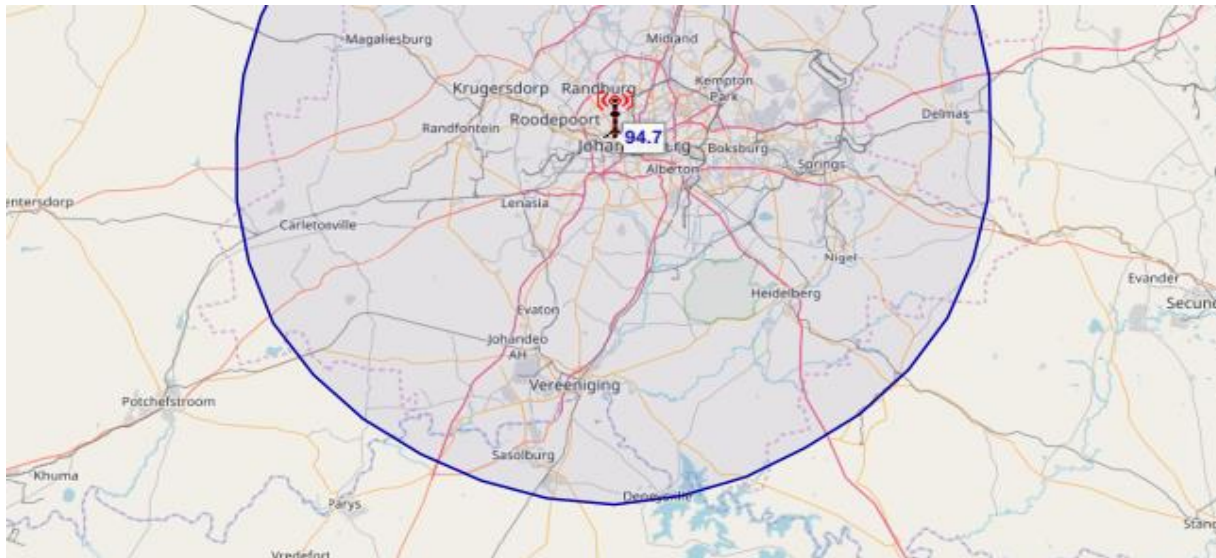 Magaliesburg
Midland
Krugersdorp
Randburg
Kempton
Park
Roodepoort
Delmas
Randfontein
94.7
Boksburg
Springs
Alberton
entersdorp
Lenasia
Carletonville
Nigel
Evander
Heidelberg
Secund
Evaton
Johandeo
AH
Vereeniging
Potchefstroom
Sasolburg
Khuma
Deneysville
Parys
Stand
Vredefort